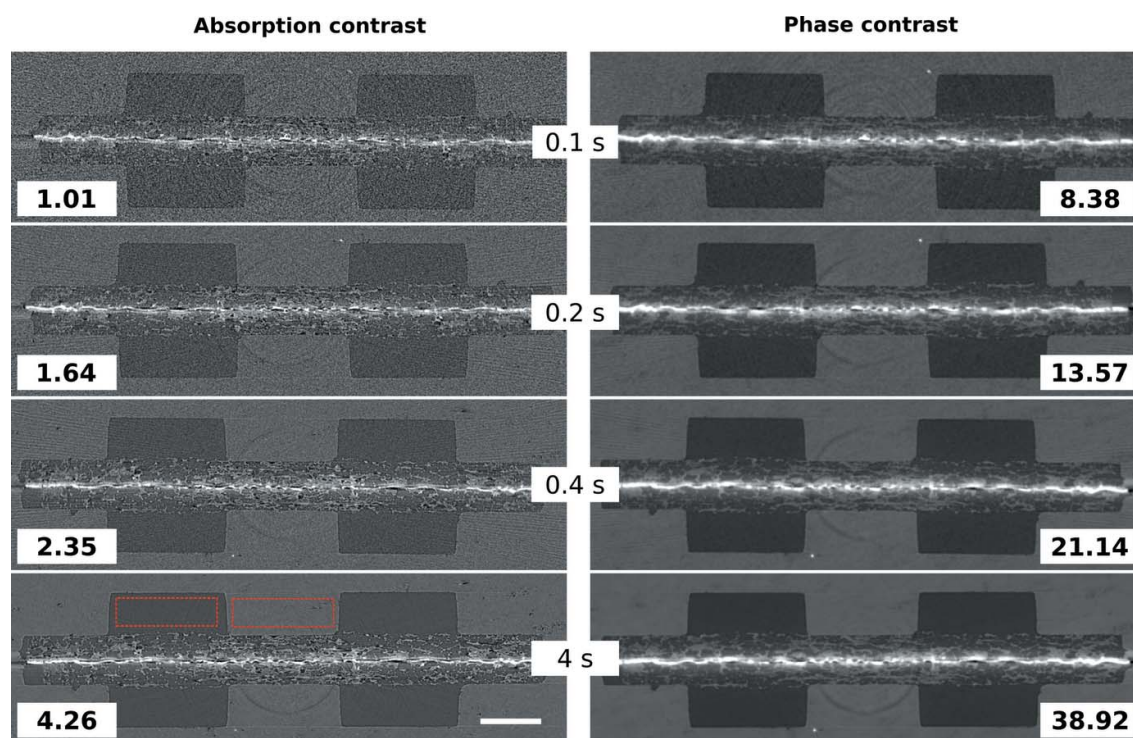 Absorption contrast
Phase contrast
0.1 s
1.01
8.38
0.2 s
1.64
13.57
0.4 s
2.35
21.14
4 s
4.26
38.92